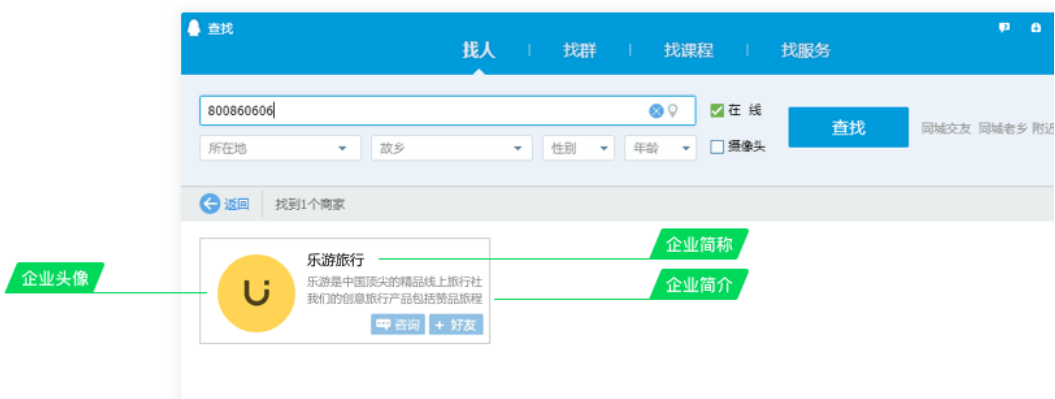 查找
找人 找群 找课程 找服务
800860606 在 线
查找
同城交友 同城老乡 附近
所在地 故乡 性别 年龄 摄像头
返回 找到1个商家
企业简称
乐游旅行
企业头像
乐游是中国顶尖的精品线上旅行社
企业简介
我们的创意旅行产品包括赞品旅程
咨询 + 好友